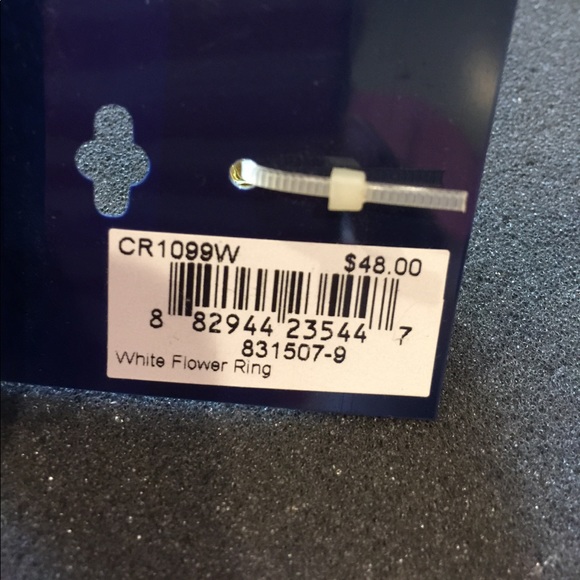 CR1099W $48.00
8 82944 23544 7
831507-9
White Flower Ring